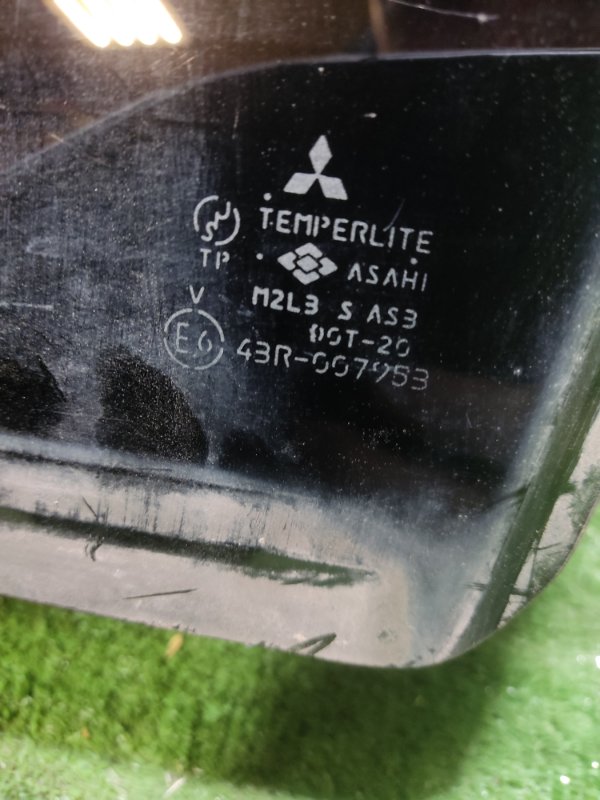 TEMPERLITE
TP
ASAHI
M2L3 S AS3
DOT-20
V
E6
43R-007953